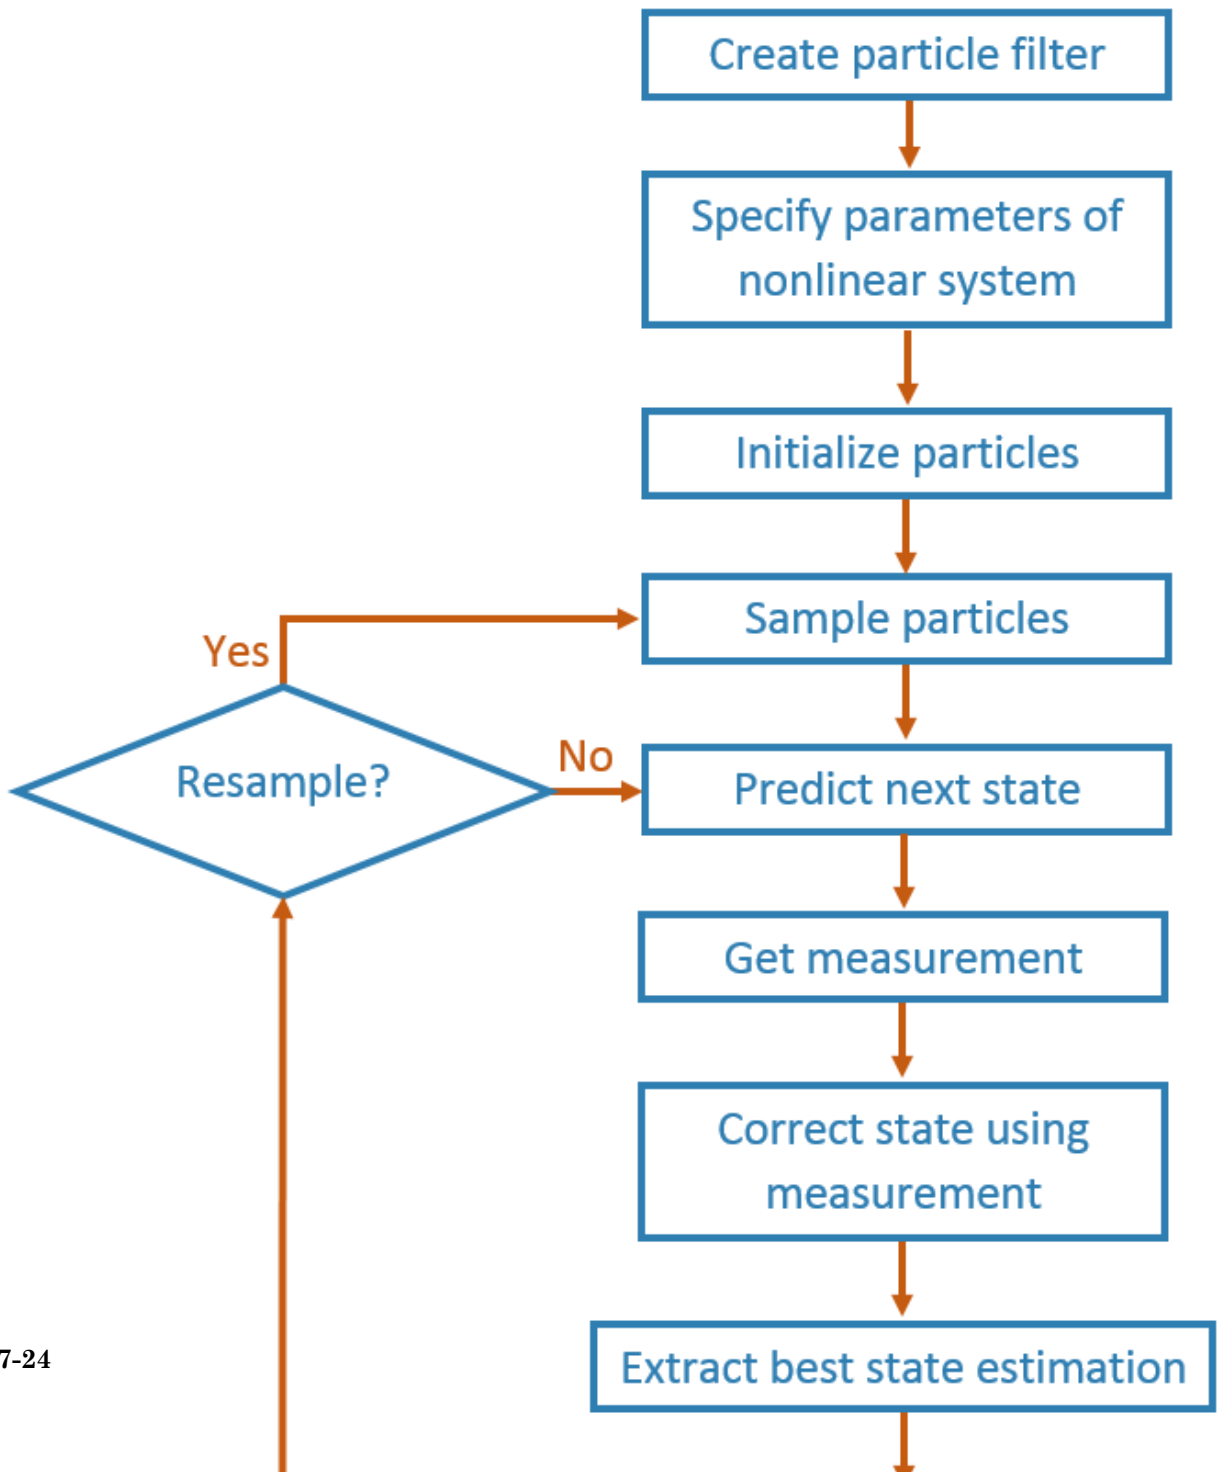 Create particle filter
Specify parameters of
nonlinear system
Initialize particles
Sample particles
Yes
Resample?
No
Predict next state
Get measurement
Correct state using
measurement
Extract best state estimation
7-24